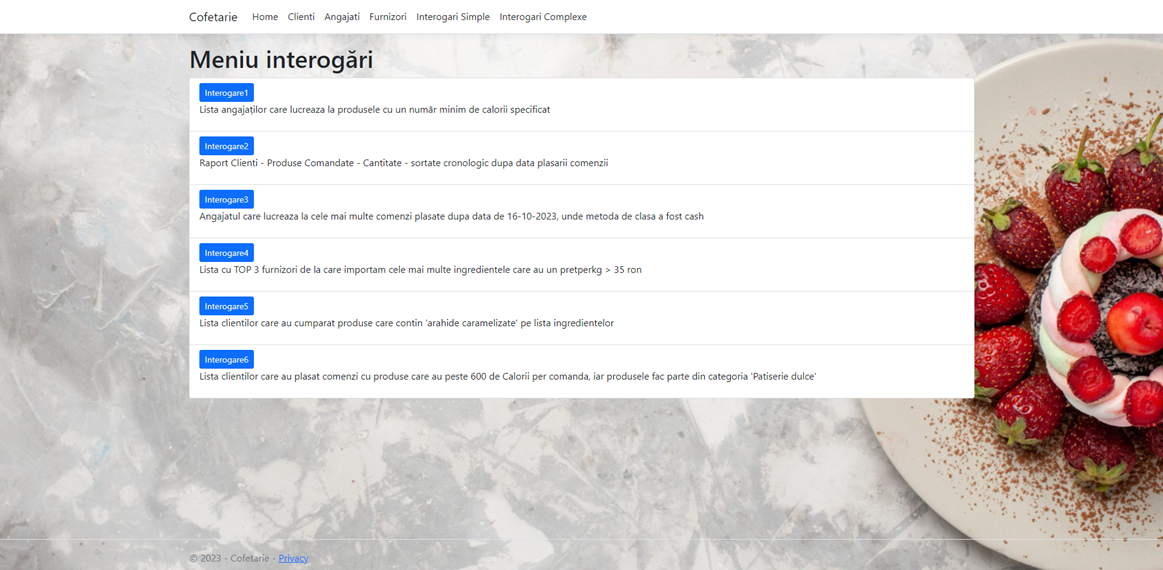 Cofetarie Home Clienti Angajati Furnizori Interogari Simple Interogari Complexe
Meniu interogări
Interogare1
Lista angajaților care lucreaza la produsele cu un număr minim de calorii specificat
Interogare2
Raport Clienti - Produse Comandate - Cantitate - sortate cronologic dupa data plasarii comenzii
Interogare3
Angajatul care lucreaza la cele mai multe comenzi plasate dupa data de 16-10-2023, unde metoda de clasa a fost cash
Interogare4
Lista cu TOP 3 furnizori de la care importam cele mai multe ingredientele care au un pretperkg > 35 ron
Interogare5
Lista clientilor care au cumparat produse care contin 'arahide caramelizate' pe lista ingredientelor
Interogare6
Lista clientilor care au plasat comenzi cu produse care au peste 600 de Calorii per comanda, iar produsele fac parte din categoria 'Patiserie dulce'
© 2023 - Cofetarie - Privacy